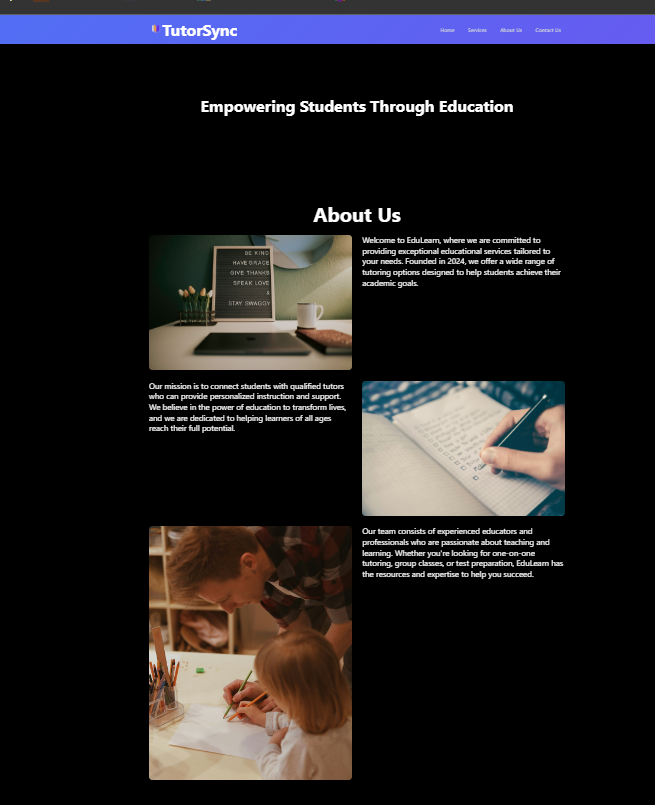 TutorSync
Home Services About Us Contact Us
Empowering Students Through Education
About Us
BE KIND
HAVE GRACE
GIVE THANKS
SPEAK LOVE
&
STAY SWAGGY
Welcome to EduLearn, where we are committed to
providing exceptional educational services tailored to
your needs. Founded in 2024, we offer a wide range of
tutoring options designed to help students achieve their
academic goals.
Our mission is to connect students with qualified tutors
who can provide personalized instruction and support.
We believe in the power of education to transform lives,
and we are dedicated to helping learners of all ages
reach their full potential.
Our team consists of experienced educators and
professionals who are passionate about teaching and
learning. Whether you're looking for one-on-one
tutoring, group classes, or test preparation, EduLearn has
the resources and expertise to help you succeed.